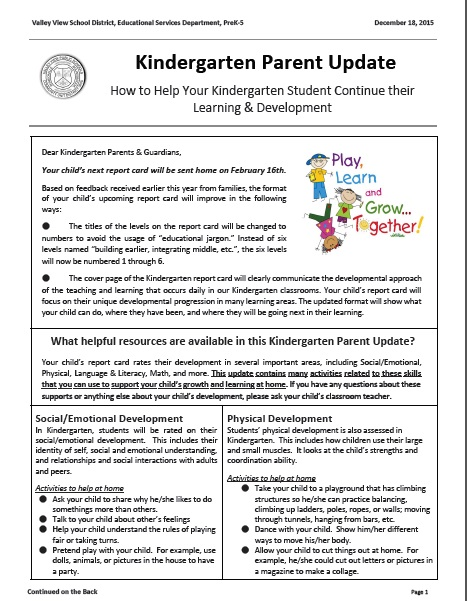 Valley View School District, Educational Services Department, PreK-5 December 18, 2015
Kindergarten Parent Update
How to Help Your Kindergarten Student Continue their
Learning & Development
Dear Kindergarten Parents & Guardians,
Your child's next report card will be sent home on February 16th.
Based on feedback received earlier this year from families, the format
of your child's upcoming report card will improve in the following
ways:
● The titles of the levels on the report card will be changed to
numbers to avoid the usage of "educational jargon." Instead of six
levels named "building earlier, integrating middle, etc.", the six levels
will now be numbered 1 through 6.
Play,
Learn
and
Grow...
Together!
● The cover page of the Kindergarten report card will clearly communicate the developmental approach
of the teaching and learning that occurs daily in our Kindergarten classrooms. Your child's report card will
focus on their unique developmental progression in many learning areas. The updated format will show what
your child can do, where they have been, and where they will be going next in their learning.
What helpful resources are available in this Kindergarten Parent Update?
Your child's report card rates their development in several important areas, including Social/Emotional,
Physical, Language & Literacy, Math, and more. This update contains many activities related to these skills
that you can use to support your child's growth and learning at home. If you have any questions about these
supports or anything else about your child's development, please ask your child's classroom teacher.
Social/Emotional Development
In Kindergarten, students will be rated on their
social/emotional development. This includes their
identity of self, social and emotional understanding,
and relationships and social interactions with adults
and peers.
Activities to help at home
● Ask your child to share why he/she likes to do
somethings more than others.
● Talk to your child about other's feelings
● Help your child understand the rules of playing
fair or taking turns.
● Pretend play with your child. For example, use
dolls, animals, or pictures in the house to have
a party.
Physical Development
Students' physical development is also assessed in
Kindergarten. This includes how children use their large
and small muscles. It looks at the child's strengths and
coordination ability.
Activities to help at home
● Take your child to a playground that has climbing
structures so he/she can practice balancing,
climbing up ladders, poles, ropes, or walls; moving
through tunnels, hanging from bars, etc.
● Dance with your child. Show him/her different
ways to move his/her body.
● Allow your child to cut things out at home. For
example, he/she could cut out letters or pictures in
a magazine to make a collage.
Continued on the Back Page 1